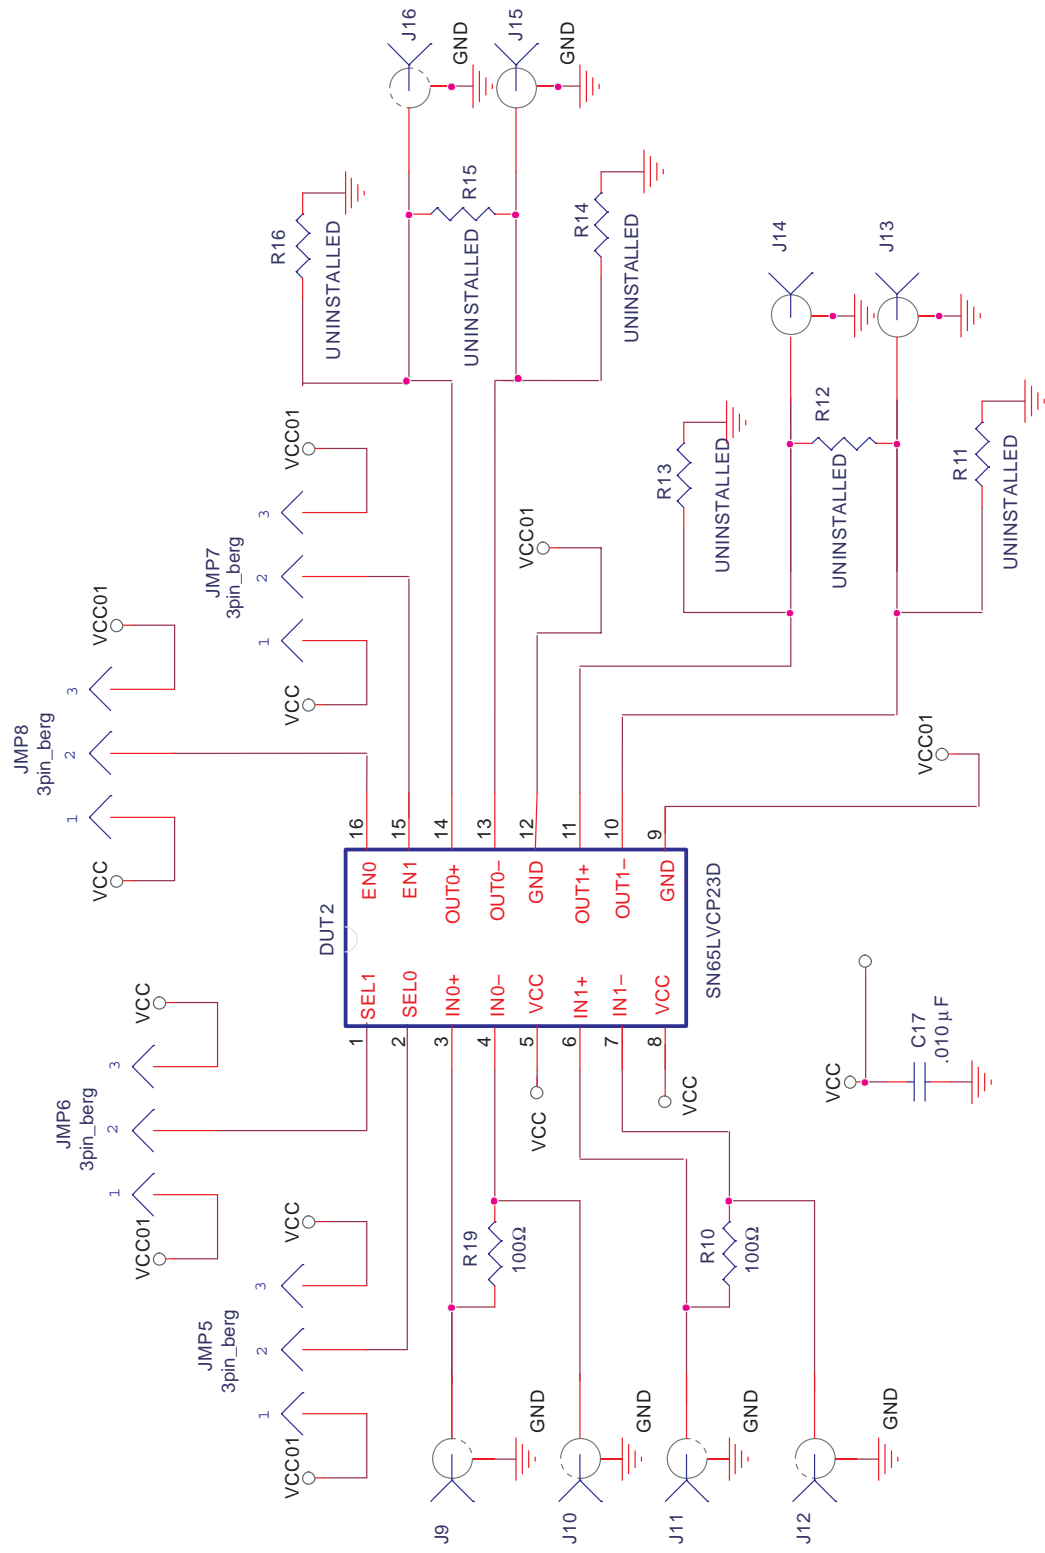 J16
GND
J15
GND
R16
UNINSTALLED
R15
UNINSTALLED
R14
UNINSTALLED
J14
J13
R13
UNINSTALLED
R12
UNINSTALLED
R11
UNINSTALLED
VCC01
3
2
1
JMP7
3pin_berg
VCC
VCC01
3
2
1
JMP8
3pin_berg
VCC
VCC01
VCC01
16
15
14
13
12
11
10
9
EN0
EN1
OUT0+
OUT0–
GND
OUT1+
OUT1–
GND
DUT2
SN65LVCP23D
SEL1
SEL0
IN0+
IN0–
VCC
IN1+
IN1–
VCC
1
2
3
4
5
6
7
8
VCC
VCC
VCC
3
2
1
JMP6
3pin_berg
VCC01
VCC
3
2
1
JMP5
3pin_berg
VCC01
VCC
C17
.010 µF
R19
100Ω
R10
100Ω
GND
GND
GND
GND
J9
J10
J11
J12